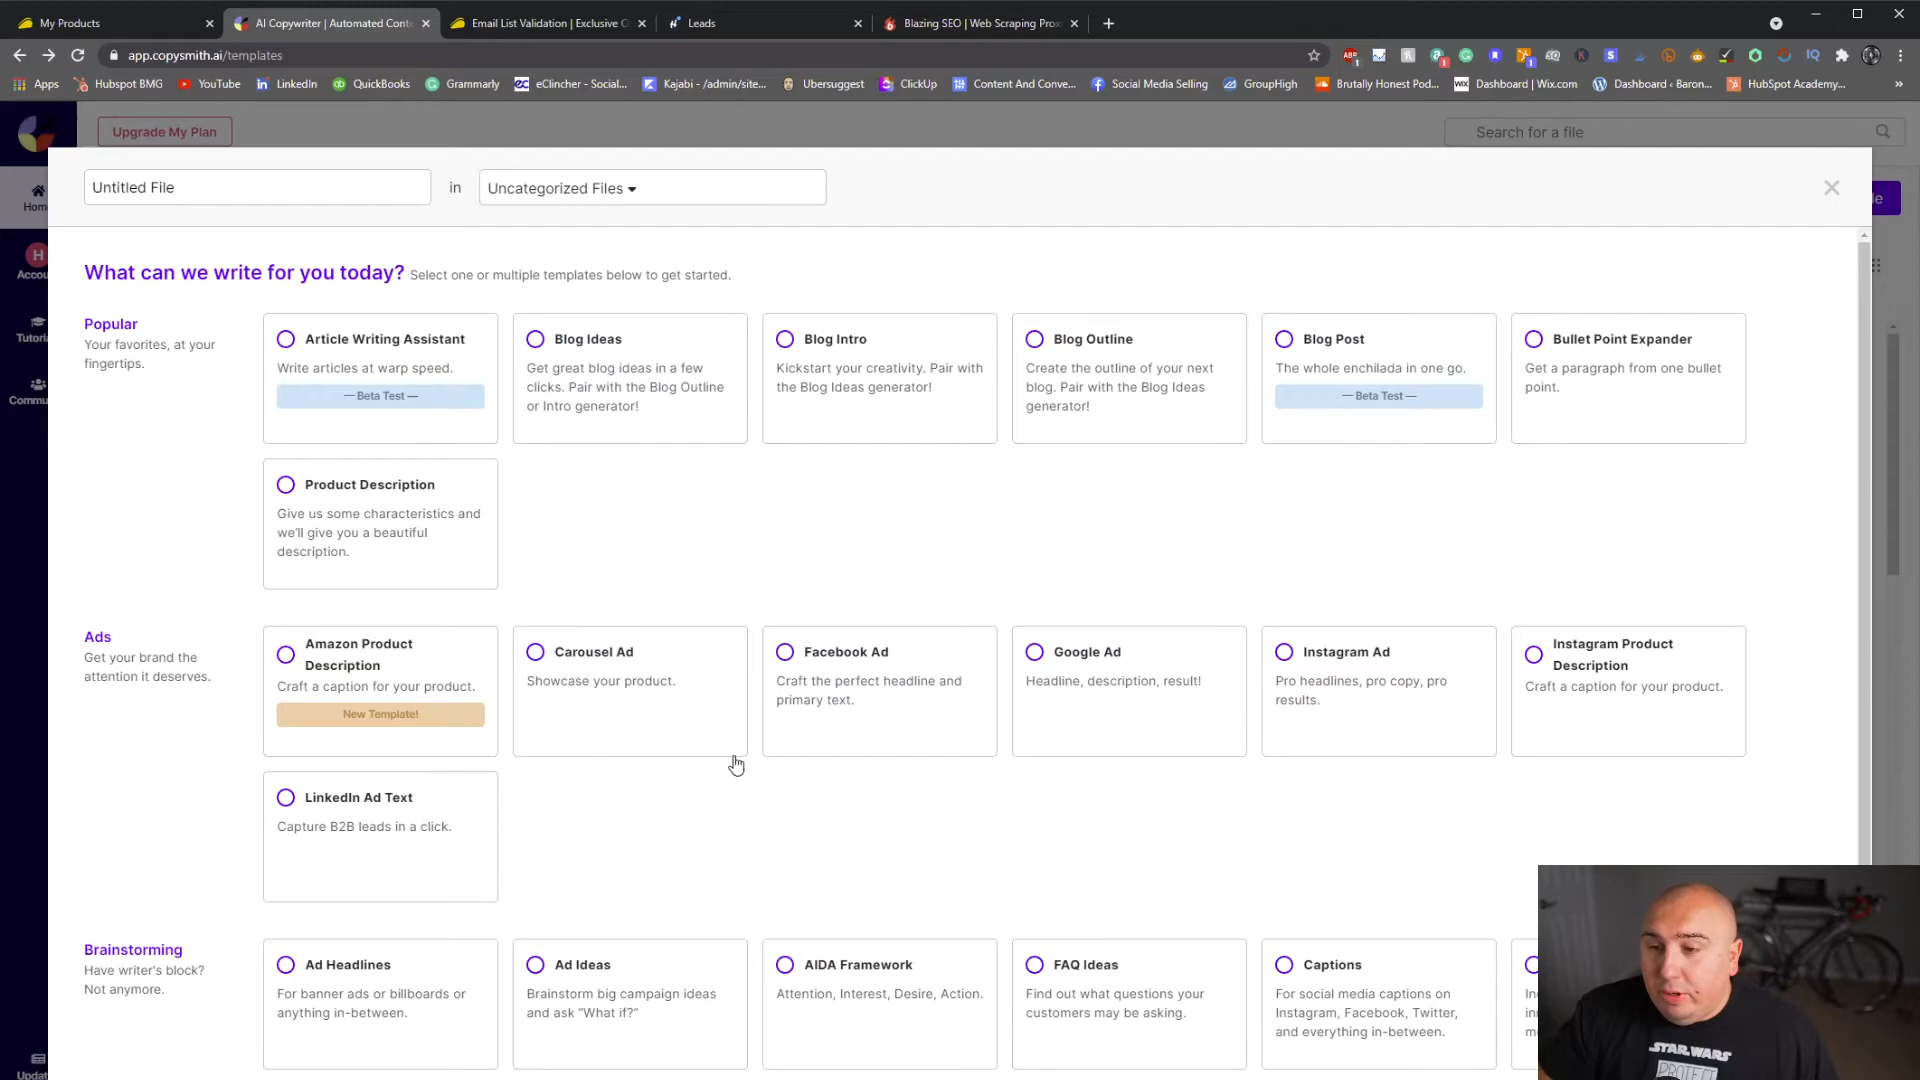 My Products
AI Copywriter | Automated Conte
Email List Validation | Exclusive O
Leads
Blazing SEO | Web Scraping Prox
app.copysmith.ai/templates
Apps
Hubspot BMG
YouTube
LinkedIn
QuickBooks
Grammarly
eClincher - Social...
Kajabi - /admin/site...
Ubersuggest
ClickUp
Content And Conve...
Social Media Selling
GroupHigh
Brutally Honest Pod...
Dashboard | Wix.com
Dashboard ‹ Baron...
HubSpot Academy...
Upgrade My Plan
Search for a file
Untitled File
in
Uncategorized Files
Hom
H
Accou
Tutoria
Commu
Updat
What can we write for you today? Select one or multiple templates below to get started.
Popular
Your favorites, at your
fingertips.
Article Writing Assistant
Write articles at warp speed.
— Beta Test —
Blog Ideas
Get great blog ideas in a few
clicks. Pair with the Blog Outline
or Intro generator!
Blog Intro
Kickstart your creativity. Pair with
the Blog Ideas generator!
Blog Outline
Create the outline of your next
blog. Pair with the Blog Ideas
generator!
Blog Post
The whole enchilada in one go.
— Beta Test —
Bullet Point Expander
Get a paragraph from one bullet
point.
Product Description
Give us some characteristics and
we'll give you a beautiful
description.
Ads
Get your brand the
attention it deserves.
Amazon Product
Description
Craft a caption for your product.
New Template!
Carousel Ad
Showcase your product.
Facebook Ad
Craft the perfect headline and
primary text.
Google Ad
Headline, description, result!
Instagram Ad
Pro headlines, pro copy, pro
results.
Instagram Product
Description
Craft a caption for your product.
LinkedIn Ad Text
Capture B2B leads in a click.
Brainstorming
Have writer's block?
Not anymore.
Ad Headlines
For banner ads or billboards or
anything in-between.
Ad Ideas
Brainstorm big campaign ideas
and ask “What if?”
AIDA Framework
Attention, Interest, Desire, Action.
FAQ Ideas
Find out what questions your
customers may be asking.
Captions
For social media captions on
Instagram, Facebook, Twitter,
and everything in-between.
STAR WARS